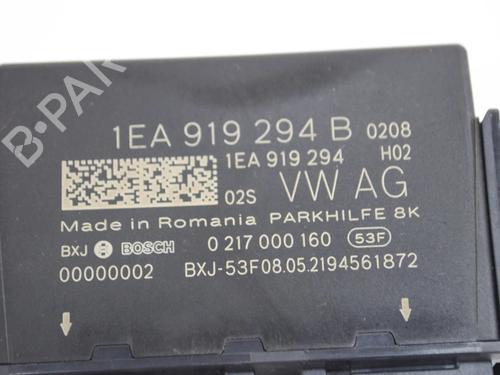 1EA 919 294 B 0208
1EA 919 294 H02
02S VW AG
Made in Romania PARKHILFE 8K
BXJ BOSCH 0 217 000 160 53F
00000002 BXJ-53F08.05.2194561872
B-PAR